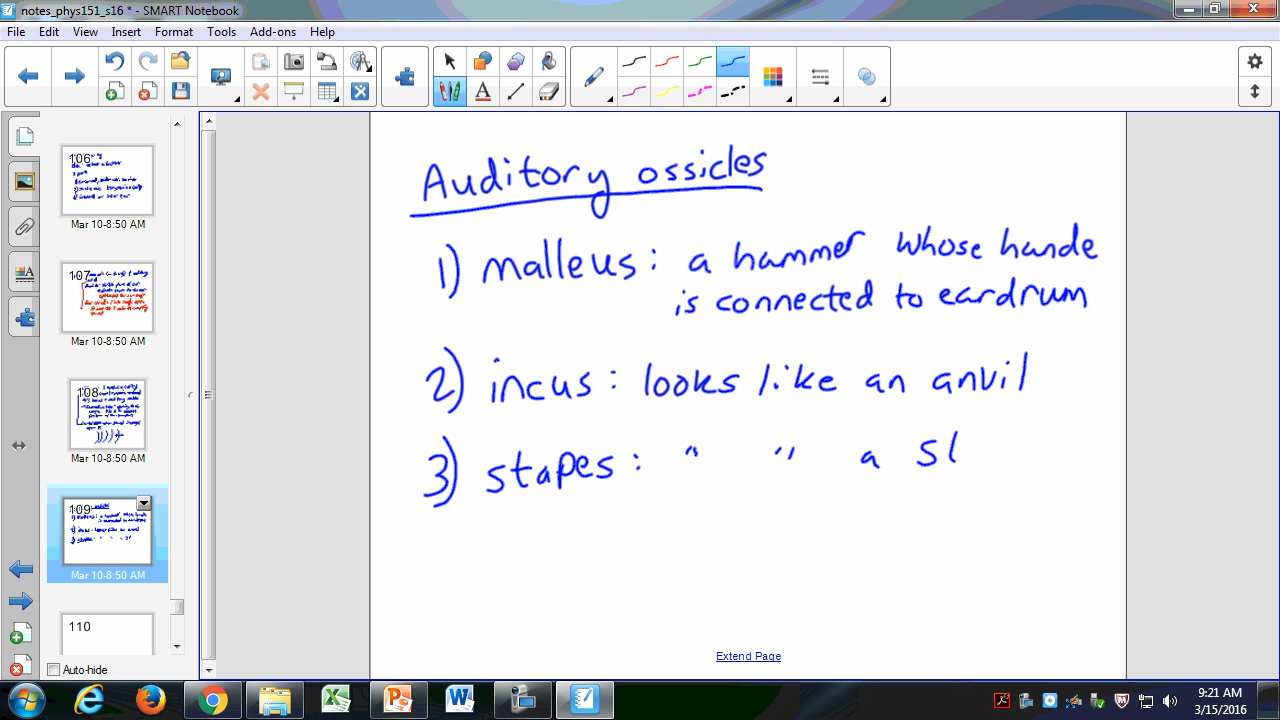 notes_phys151_s16 * - SMART Notebook
File Edit View Insert Format Tools Add-ons Help
106
Mar 10-8:50 AM
107
Mar 10-8:50 AM
108
Mar 10-8:50 AM
109
Mar 10-8:50 AM
110
Auto-hide
Auditory ossicles
1) malleus: a hammer whose hande
is connected to eardrum
2) incus: looks like an anvil
3) stapes: " " a sl
Extend Page
9:21 AM
3/15/2016